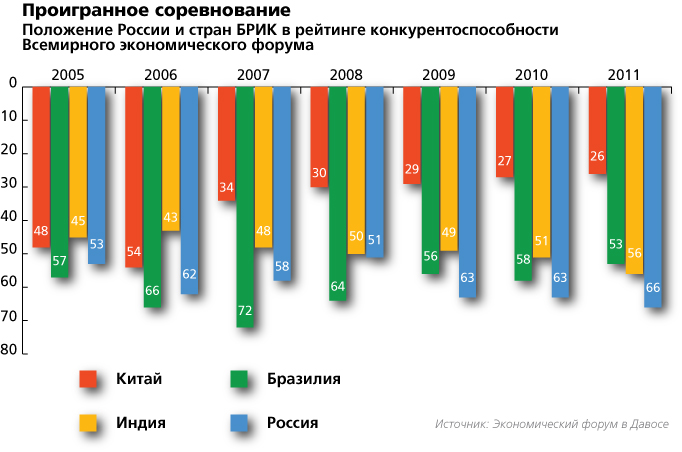 Проигранное соревнование
Положение России и стран БРИК в рейтинге конкурентоспособности
Всемирного экономического форума
2005 2006 2007 2008 2009 2010 2011
0
10
20
30
40
50
60
70
80
48 57 45 53
54 66 43 62
34 72 48 58
30 64 50 51
29 56 49 63
27 58 51 63
26 53 56 66
Китай Бразилия
Индия Россия
Источник: Экономический форум в Давосе